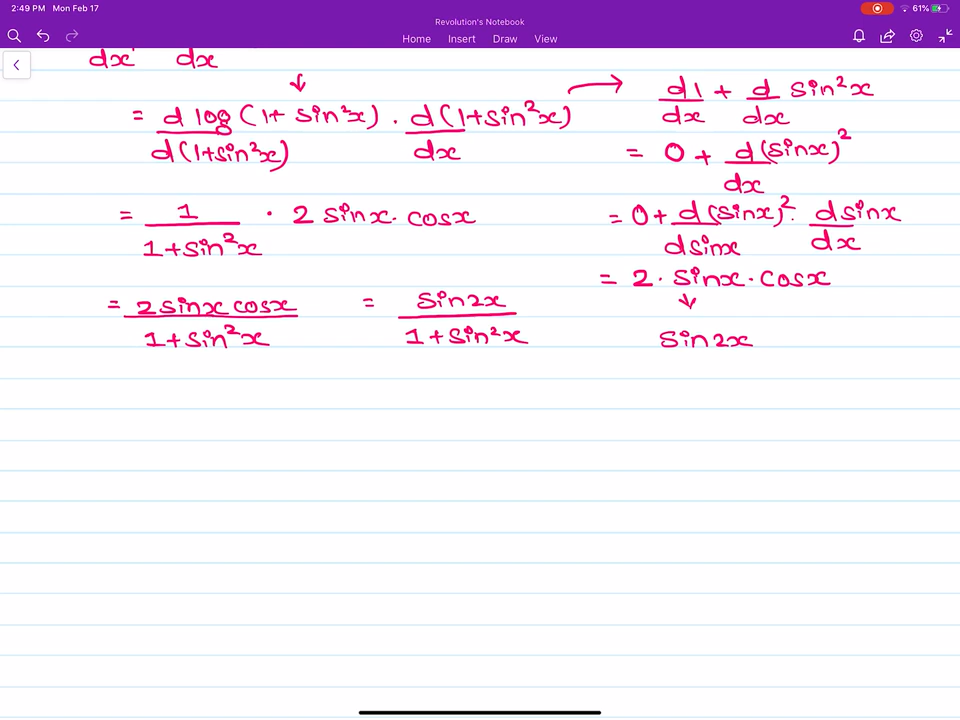 2:49 PM Mon Feb 17
61%
Revolution's Notebook
Home Insert Draw View
dx dx
= d log (1 + sin²x) . d(1+sin²x)
d(1+sin²x) dx
= 1 · 2 sinx · cosx
1+sin²x
= 2 sinx cosx = sin2x
1+sin²x 1+sin²x
d1 + d sin²x
dx dx
= 0 + d(sinx)²
dx
= 0 + d(sinx)² . dsinx
dsinx dx
= 2 · sinx · cosx
sin2x